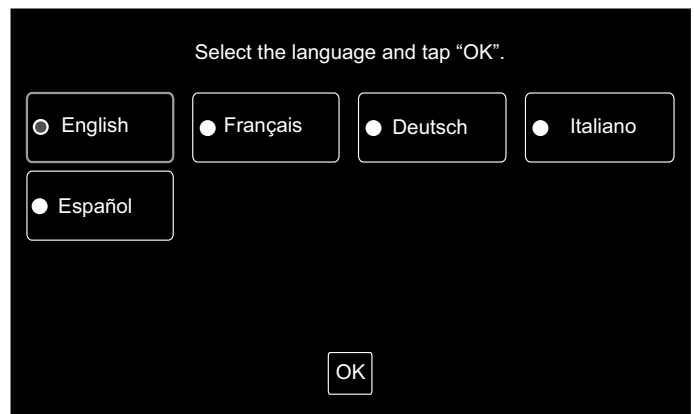 Select the language and tap “OK”.
English Français Deutsch Italiano
Español
OK